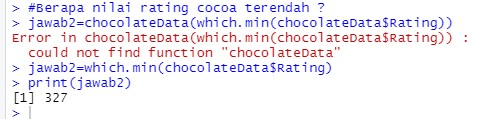 > #Berapa nilai rating cocoa terendah ?
> jawab2=chocolateData(which.min(chocolateData$Rating))
Error in chocolateData(which.min(chocolateData$Rating)) :
  could not find function "chocolateData"
> jawab2=which.min(chocolateData$Rating)
> print(jawab2)
[1] 327
>